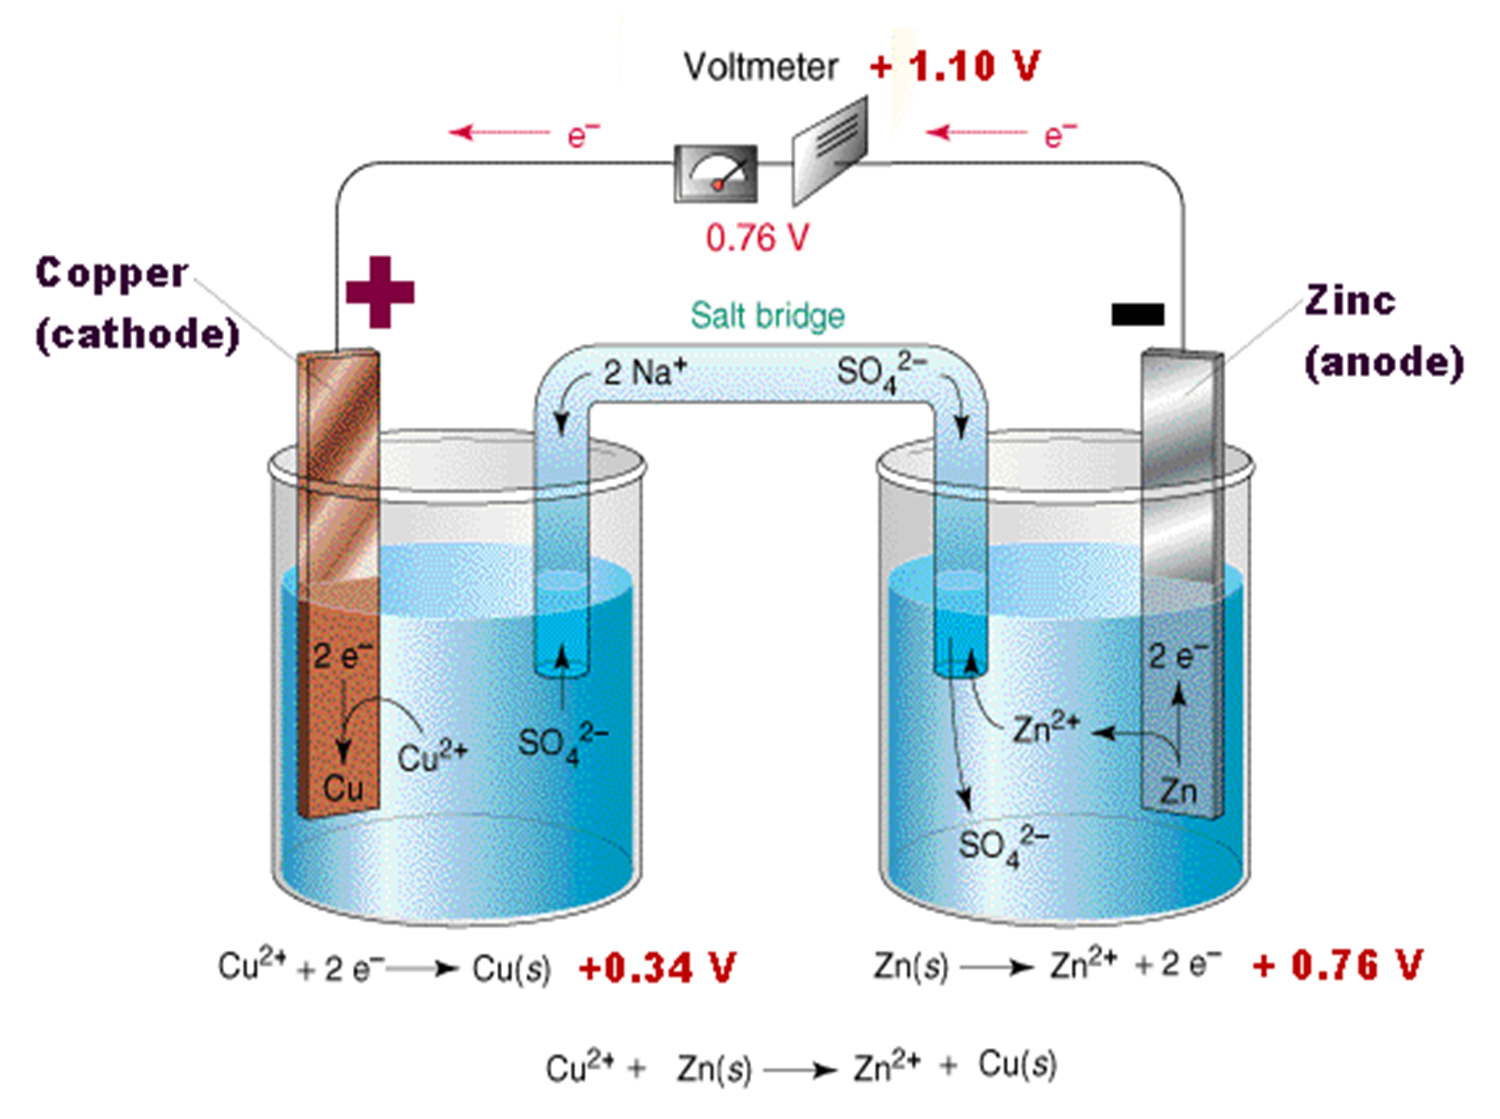 Voltmeter + 1.10 V
e⁻ e⁻
0.76 V
Copper
(cathode)
+
Salt bridge
-
Zinc
(anode)
2 Na⁺ SO₄²⁻
2 e⁻
Cu²⁺
Cu
SO₄²⁻
Zn²⁺
2 e⁻
Zn
SO₄²⁻
Cu²⁺ + 2 e⁻ → Cu(s) +0.34 V
Zn(s) → Zn²⁺ + 2 e⁻ + 0.76 V
Cu²⁺ + Zn(s) → Zn²⁺ + Cu(s)